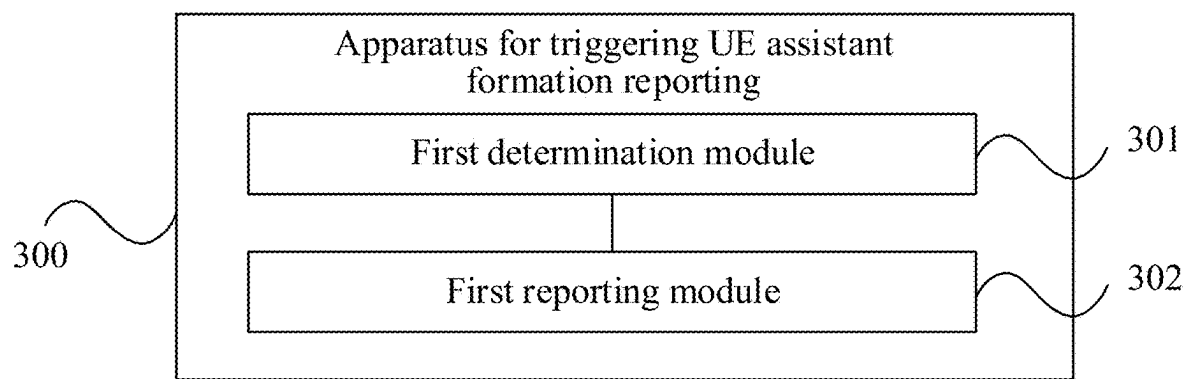 Apparatus for triggering UE assistant
formation reporting
First determination module
301
300
First reporting module
302